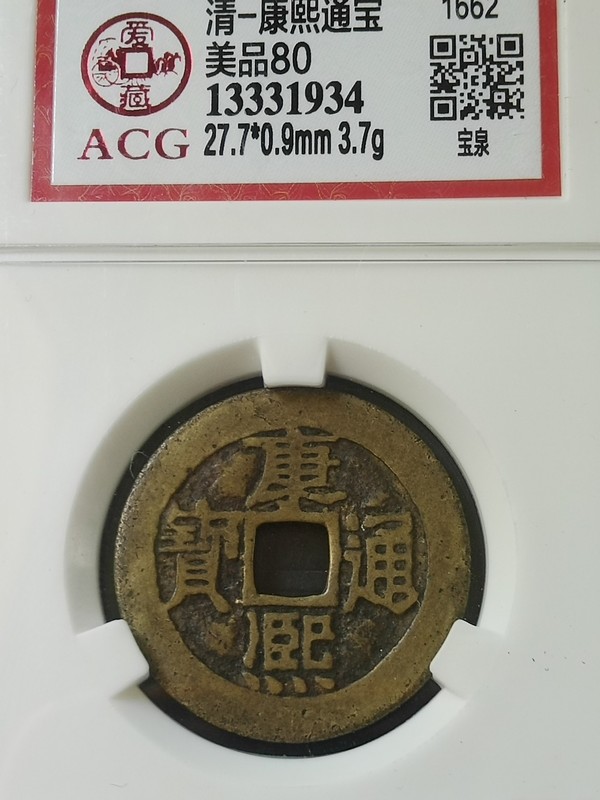 清-康熙通宝
1662
美品80
13331934
27.7*0.9mm 3.7g
宝泉
爱藏
ACG
康熙通寶